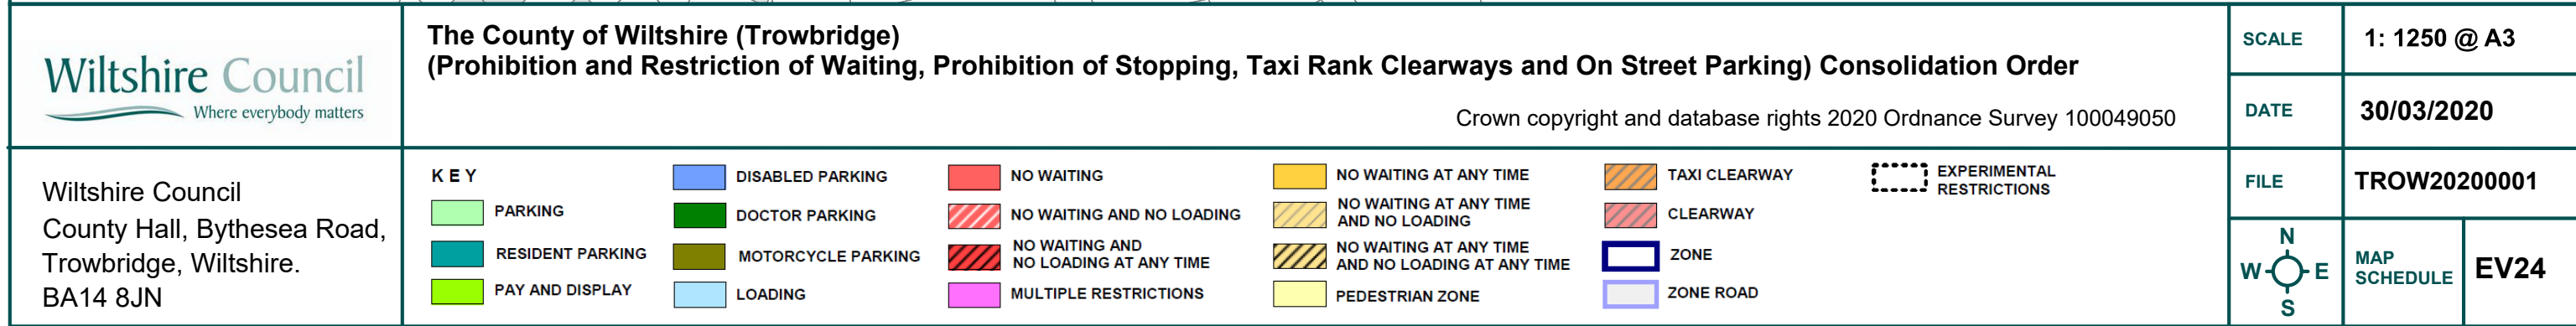 Wiltshire Council
Where everybody matters
The County of Wiltshire (Trowbridge)
(Prohibition and Restriction of Waiting, Prohibition of Stopping, Taxi Rank Clearways and On Street Parking) Consolidation Order
Crown copyright and database rights 2020 Ordnance Survey 100049050
SCALE
1: 1250 @ A3
DATE
30/03/2020
Wiltshire Council
County Hall, Bythesea Road,
Trowbridge, Wiltshire.
BA14 8JN
KEY
PARKING
RESIDENT PARKING
PAY AND DISPLAY
DISABLED PARKING
DOCTOR PARKING
MOTORCYCLE PARKING
LOADING
NO WAITING
NO WAITING AND NO LOADING
NO WAITING AND
NO LOADING AT ANY TIME
MULTIPLE RESTRICTIONS
NO WAITING AT ANY TIME
NO WAITING AT ANY TIME
AND NO LOADING
NO WAITING AT ANY TIME
AND NO LOADING AT ANY TIME
PEDESTRIAN ZONE
TAXI CLEARWAY
CLEARWAY
ZONE
ZONE ROAD
EXPERIMENTAL
RESTRICTIONS
FILE
TROW20200001
N
W E
S
MAP
SCHEDULE
EV24